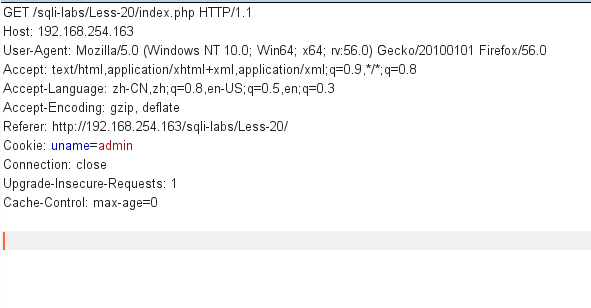 GET /sqli-labs/Less-20/index.php HTTP/1.1
Host: 192.168.254.163
User-Agent: Mozilla/5.0 (Windows NT 10.0; Win64; x64; rv:56.0) Gecko/20100101 Firefox/56.0
Accept: text/html,application/xhtml+xml,application/xml;q=0.9,*/*;q=0.8
Accept-Language: zh-CN,zh;q=0.8,en-US;q=0.5,en;q=0.3
Accept-Encoding: gzip, deflate
Referer: http://192.168.254.163/sqli-labs/Less-20/
Cookie: uname=admin
Connection: close
Upgrade-Insecure-Requests: 1
Cache-Control: max-age=0